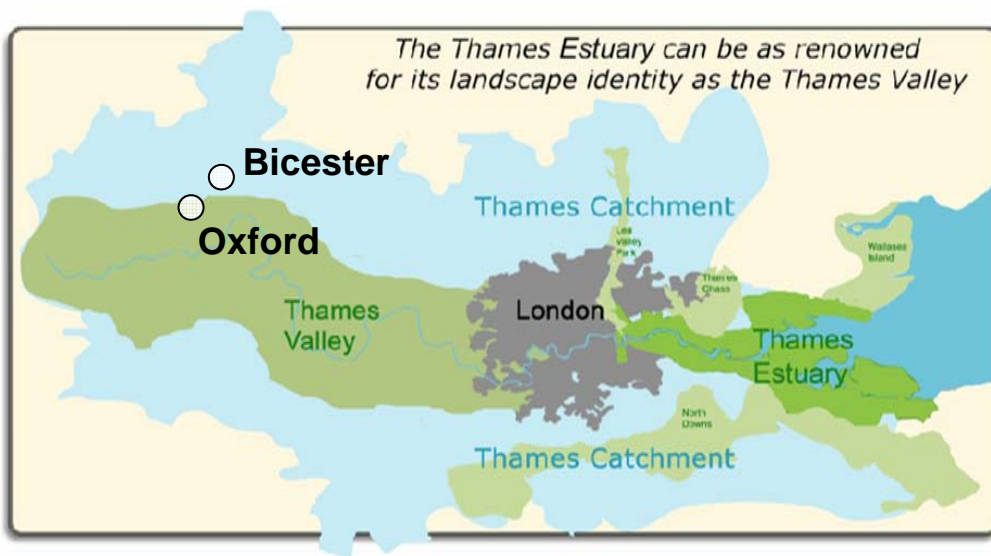 The Thames Estuary can be as renowned
for its landscape identity as the Thames Valley
Bicester
Oxford
Thames Catchment
Lea
Valley
Park
Thames
Chase
Wallasea
Island
London
Thames
Valley
Thames
Estuary
North
Downs
Thames Catchment